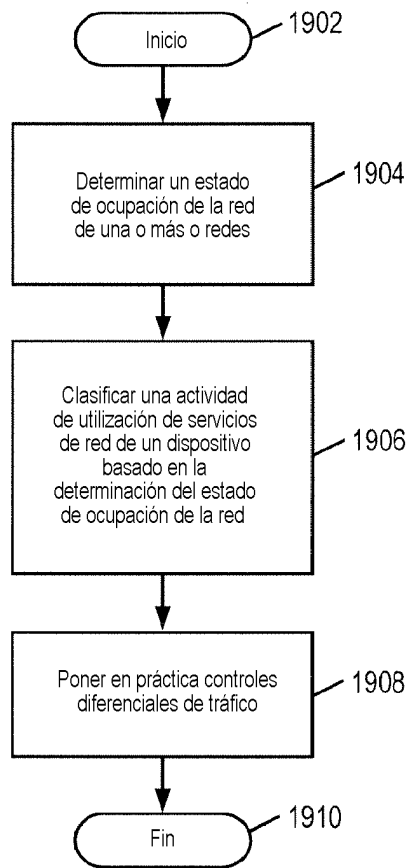 Inicio
1902
Determinar un estado
de ocupación de la red
de una o más o redes
1904
Clasificar una actividad
de utilización de servicios
de red de un dispositivo
basado en la
determinación del estado
de ocupación de la red
1906
Poner en práctica controles
diferenciales de tráfico
1908
Fin
1910